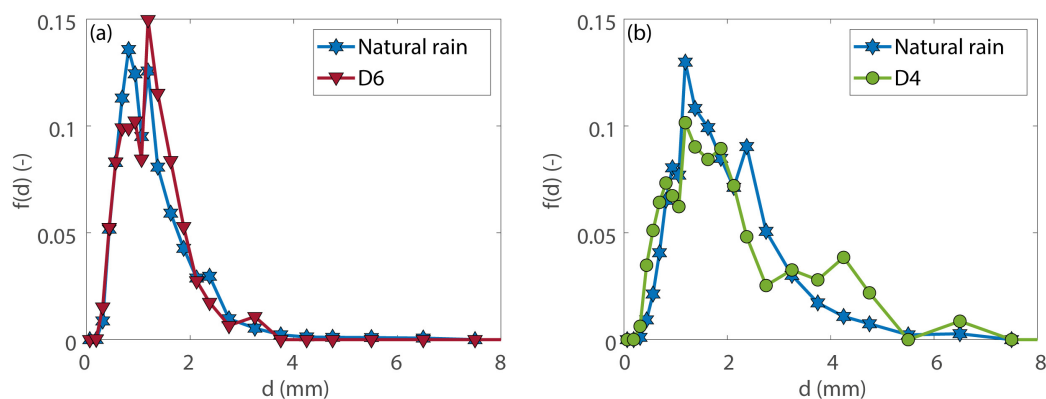 (a)
Natural rain
D6
f(d) (-)
0.15
0.1
0.05
0
0 2 4 6 8
d (mm)
(b)
Natural rain
D4
f(d) (-)
0.15
0.1
0.05
0
0 2 4 6 8
d (mm)